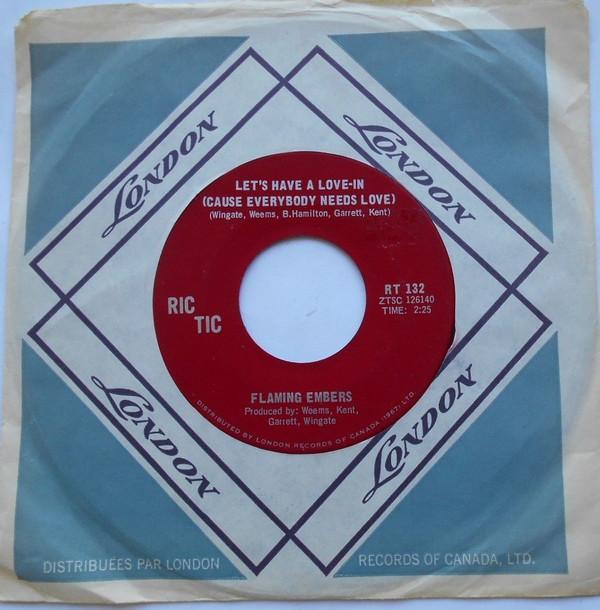 LONDON
LONDON
LET'S HAVE A LOVE-IN
(CAUSE EVERYBODY NEEDS LOVE)
(Wingate, Weems, B.Hamilton, Garrett, Kent)
RIC
TIC
RT 132
ZTSC 126140
TIME: 2:25
FLAMING EMBERS
Produced by: Weems, Kent,
Garrett, Wingate
DISTRIBUTED BY LONDON RECORDS OF CANADA (1967) LTD.
LONDON
LONDON
DISTRIBUÉES PAR LONDON
RECORDS OF CANADA, LTD.